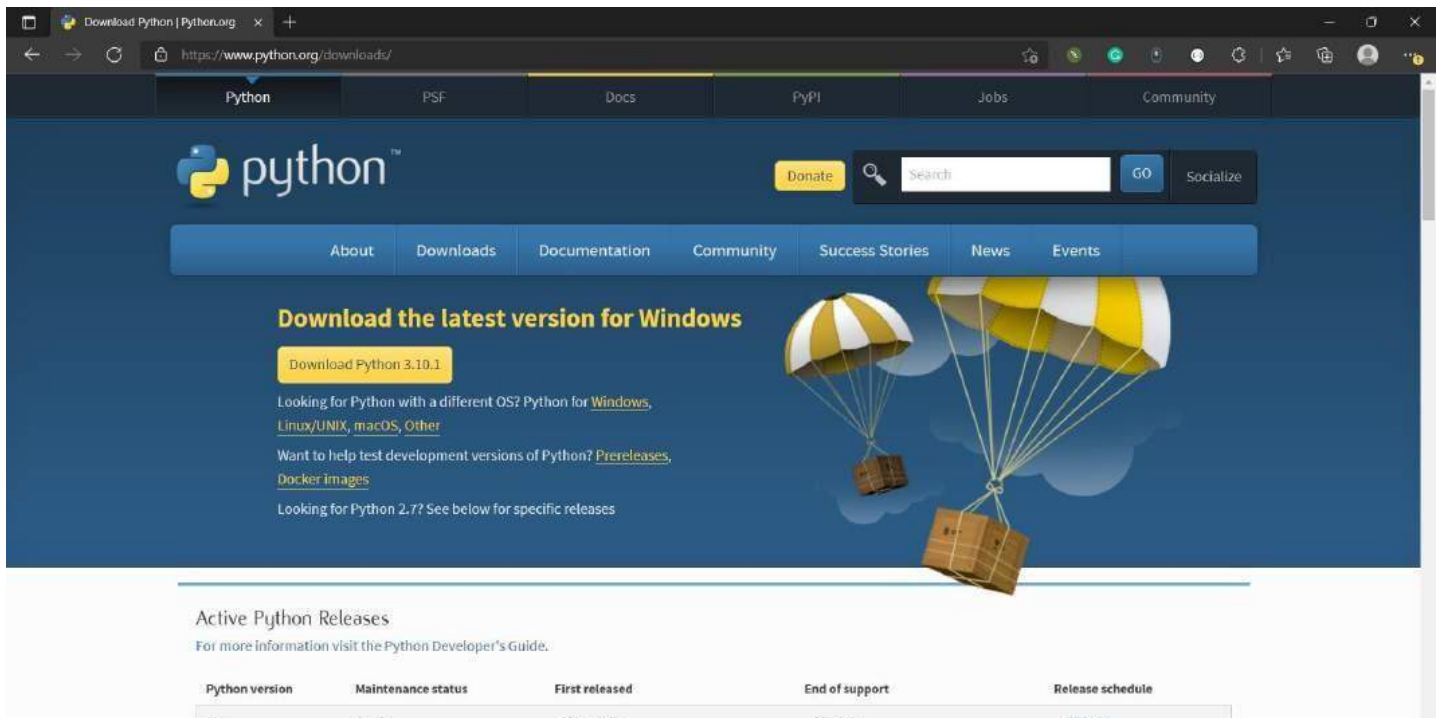 Download Python | Python.org
https://www.python.org/downloads/
Python PSF Docs PyPI Jobs Community
python™
Donate Search GO Socialize
About Downloads Documentation Community Success Stories News Events
Download the latest version for Windows
Download Python 3.10.1
Looking for Python with a different OS? Python for Windows,
Linux/UNIX, macOS, Other
Want to help test development versions of Python? Prereleases,
Docker images
Looking for Python 2.7? See below for specific releases
Active Python Releases
For more information visit the Python Developer's Guide.
Python version Maintenance status First released End of support Release schedule